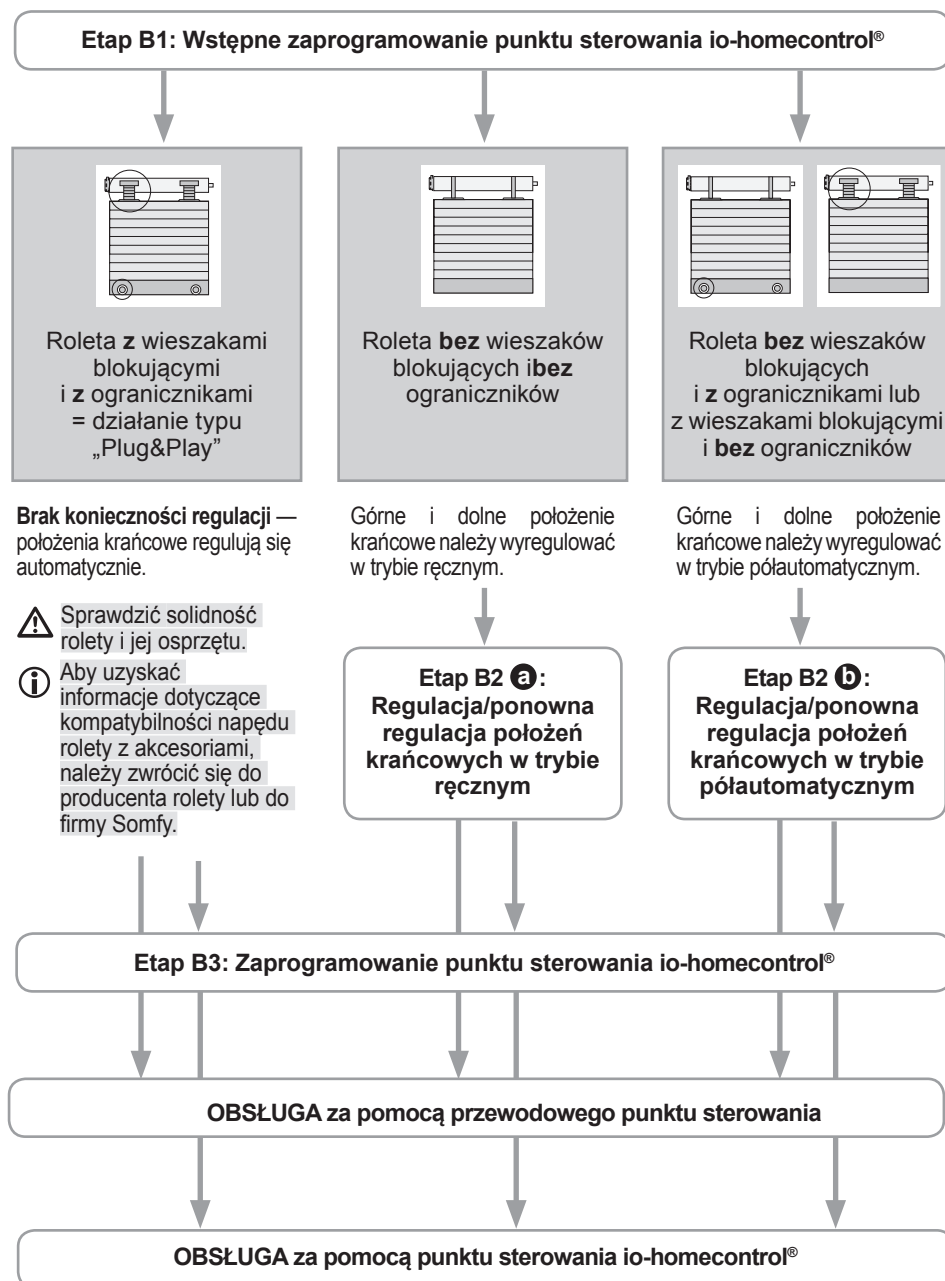 Etap B1: Wstępne zaprogramowanie punktu sterowania io-homecontrol®
Roleta z wieszakami
blokującymi
i z ogranicznikami
= działanie typu
„Plug&Play”
Roleta bez wieszaków
blokujących ibez
ograniczników
Roleta bez wieszaków
blokujących
i z ogranicznikami lub
z wieszakami blokującymi
i bez ograniczników
Brak konieczności regulacji —
położenia krańcowe regulują się
automatycznie.
Sprawdzić solidność
rolety i jej osprzętu.
Aby uzyskać
informacje dotyczące
kompatybilności napędu
rolety z akcesoriami,
należy zwrócić się do
producenta rolety lub do
firmy Somfy.
Górne i dolne położenie
krańcowe należy wyregulować
w trybie ręcznym.
Etap B2 a:
Regulacja/ponowna
regulacja położeń
krańcowych w trybie
ręcznym
Górne i dolne położenie
krańcowe należy wyregulować
w trybie półautomatycznym.
Etap B2 b:
Regulacja/ponowna
regulacja położeń
krańcowych w trybie
półautomatycznym
Etap B3: Zaprogramowanie punktu sterowania io-homecontrol®
OBSŁUGA za pomocą przewodowego punktu sterowania
OBSŁUGA za pomocą punktu sterowania io-homecontrol®